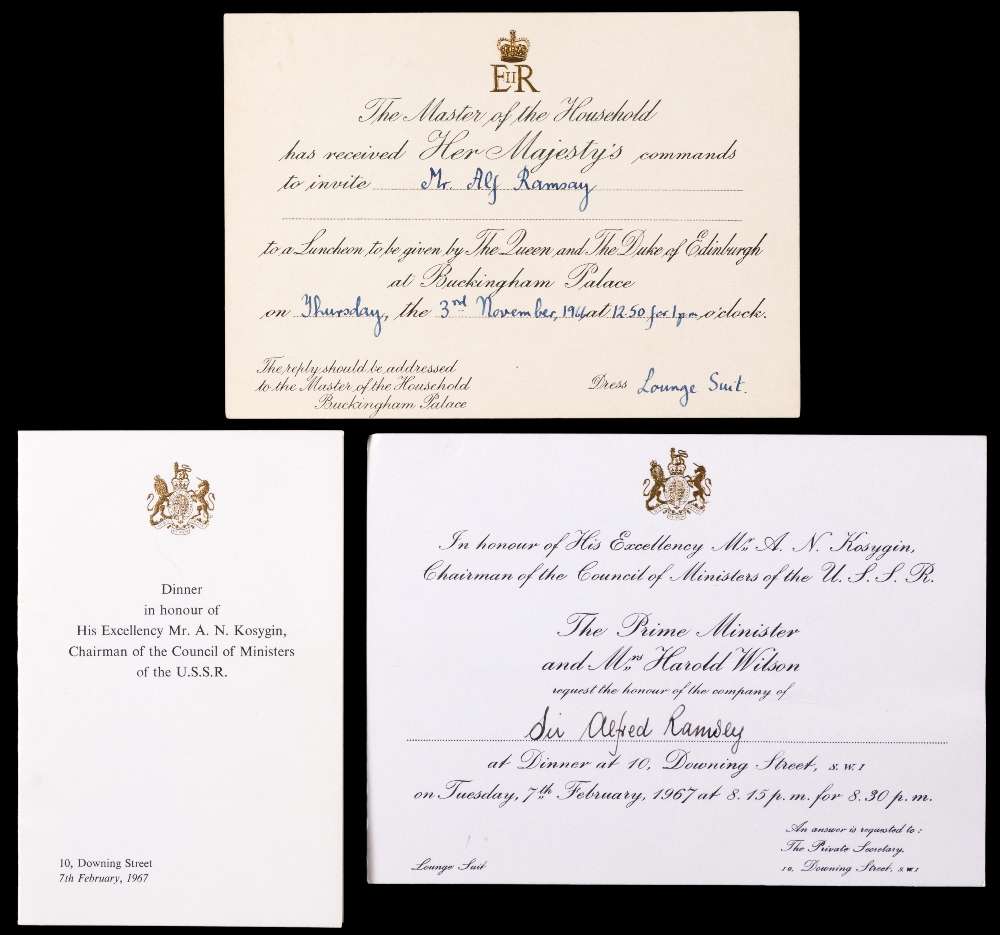 EIIR
The Master of the Household
has received Her Majesty's commands
to invite Mr. Alf Ramsay
to a Luncheon to be given by The Queen and The Duke of Edinburgh
at Buckingham Palace
on Thursday, the 3rd November, 1966 at 12.50 for 1 pm o'clock.
The reply should be addressed
to the Master of the Household
Buckingham Palace
Dress Lounge Suit.
Dinner
in honour of
His Excellency Mr. A. N. Kosygin,
Chairman of the Council of Ministers
of the U.S.S.R.
10, Downing Street
7th February, 1967
In honour of His Excellency Mr. A. N. Kosygin,
Chairman of the Council of Ministers of the U. S. S. R.
The Prime Minister
and Mrs Harold Wilson
request the honour of the company of
Sir Alfred Ramsey
at Dinner at 10, Downing Street, S.W.1
on Tuesday, 7th February, 1967 at 8.15 p.m. for 8.30 p.m.
An answer is requested to:
The Private Secretary.
10, Downing Street, S.W.1
Lounge Suit